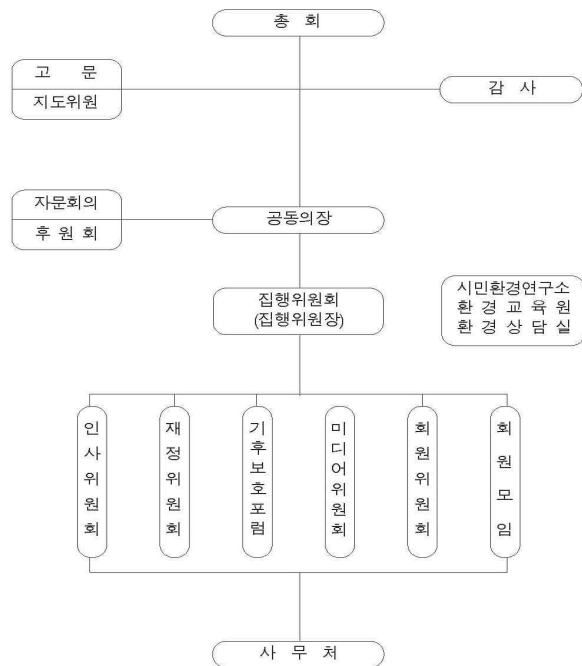 총 회
고 문
지도위원
감 사
자문회의
후 원 회
공동의장
집행위원회
(집행위원장)
시민환경연구소
환 경 교 육 원
환 경 상 담 실
인사위원회
재정위원회
기후보호포럼
미디어위원회
회원위원회
회원모임
사 무 처